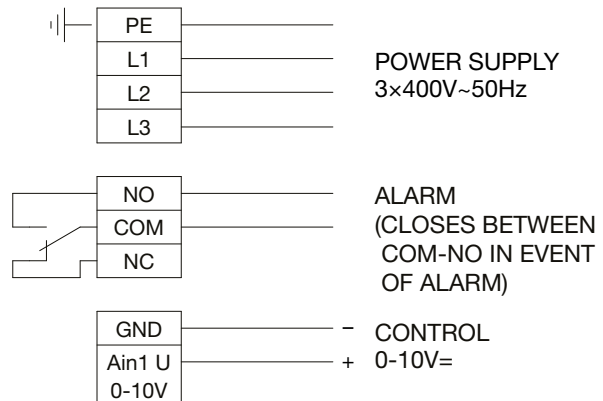 PE
L1
L2
L3
POWER SUPPLY
3×400V~50Hz
NO
COM
NC
ALARM
(CLOSES BETWEEN
COM-NO IN EVENT
OF ALARM)
GND
Ain1 U
0-10V
− CONTROL
+ 0-10V=